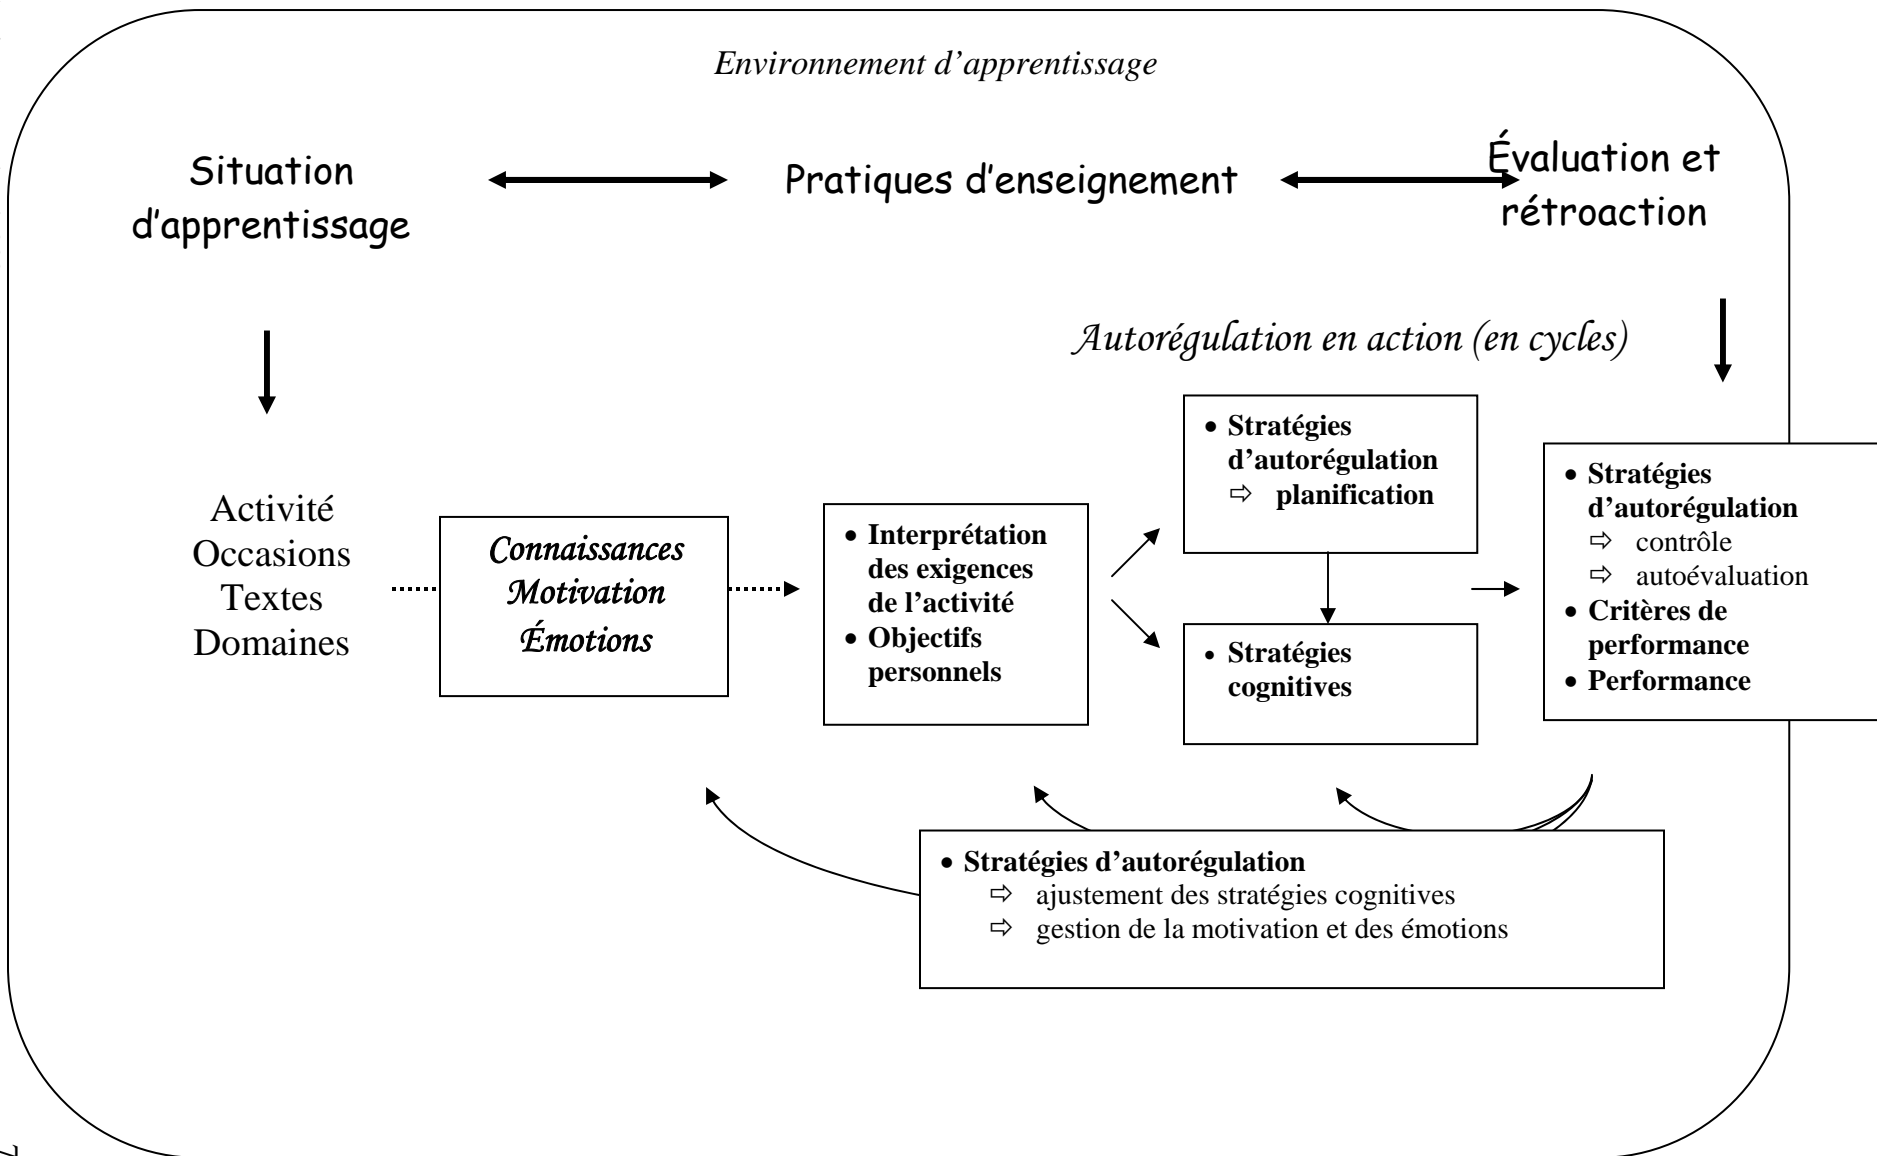 Environnement d’apprentissage
Situation
d’apprentissage
Pratiques d’enseignement
Évaluation et
rétroaction
Autorégulation en action (en cycles)
Activité
Occasions
Textes
Domaines
Connaissances
Motivation
Émotions
• Interprétation
des exigences
de l’activité
• Objectifs
personnels
• Stratégies
d’autorégulation
⇨ planification
• Stratégies
cognitives
• Stratégies
d’autorégulation
⇨ contrôle
⇨ autoévaluation
• Critères de
performance
• Performance
• Stratégies d’autorégulation
⇨ ajustement des stratégies cognitives
⇨ gestion de la motivation et des émotions